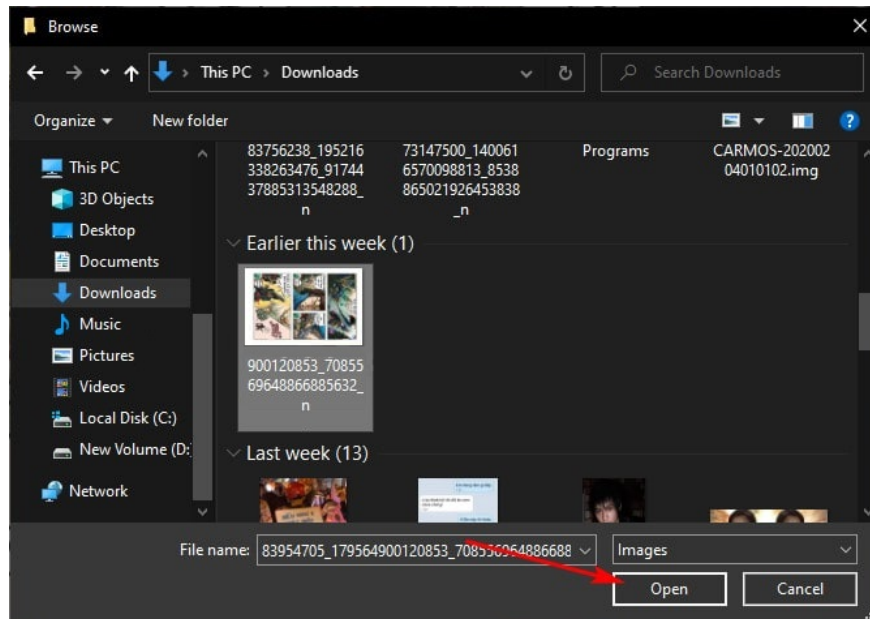 Browse
This PC > Downloads
Search Downloads
Organize
New folder
This PC
3D Objects
Desktop
Documents
Downloads
Music
Pictures
Videos
Local Disk (C:)
New Volume (D:
Network
83756238_195216
338263476_91744
37885313548288_
n
73147500_140061
6570098813_8538
865021926453838
_n
Programs
CARMOS-202002
04010102.img
Earlier this week (1)
900120853_70855
69648866885632_
n
Last week (13)
File name:
83954705_179564900120853_70855
Images
Open
Cancel